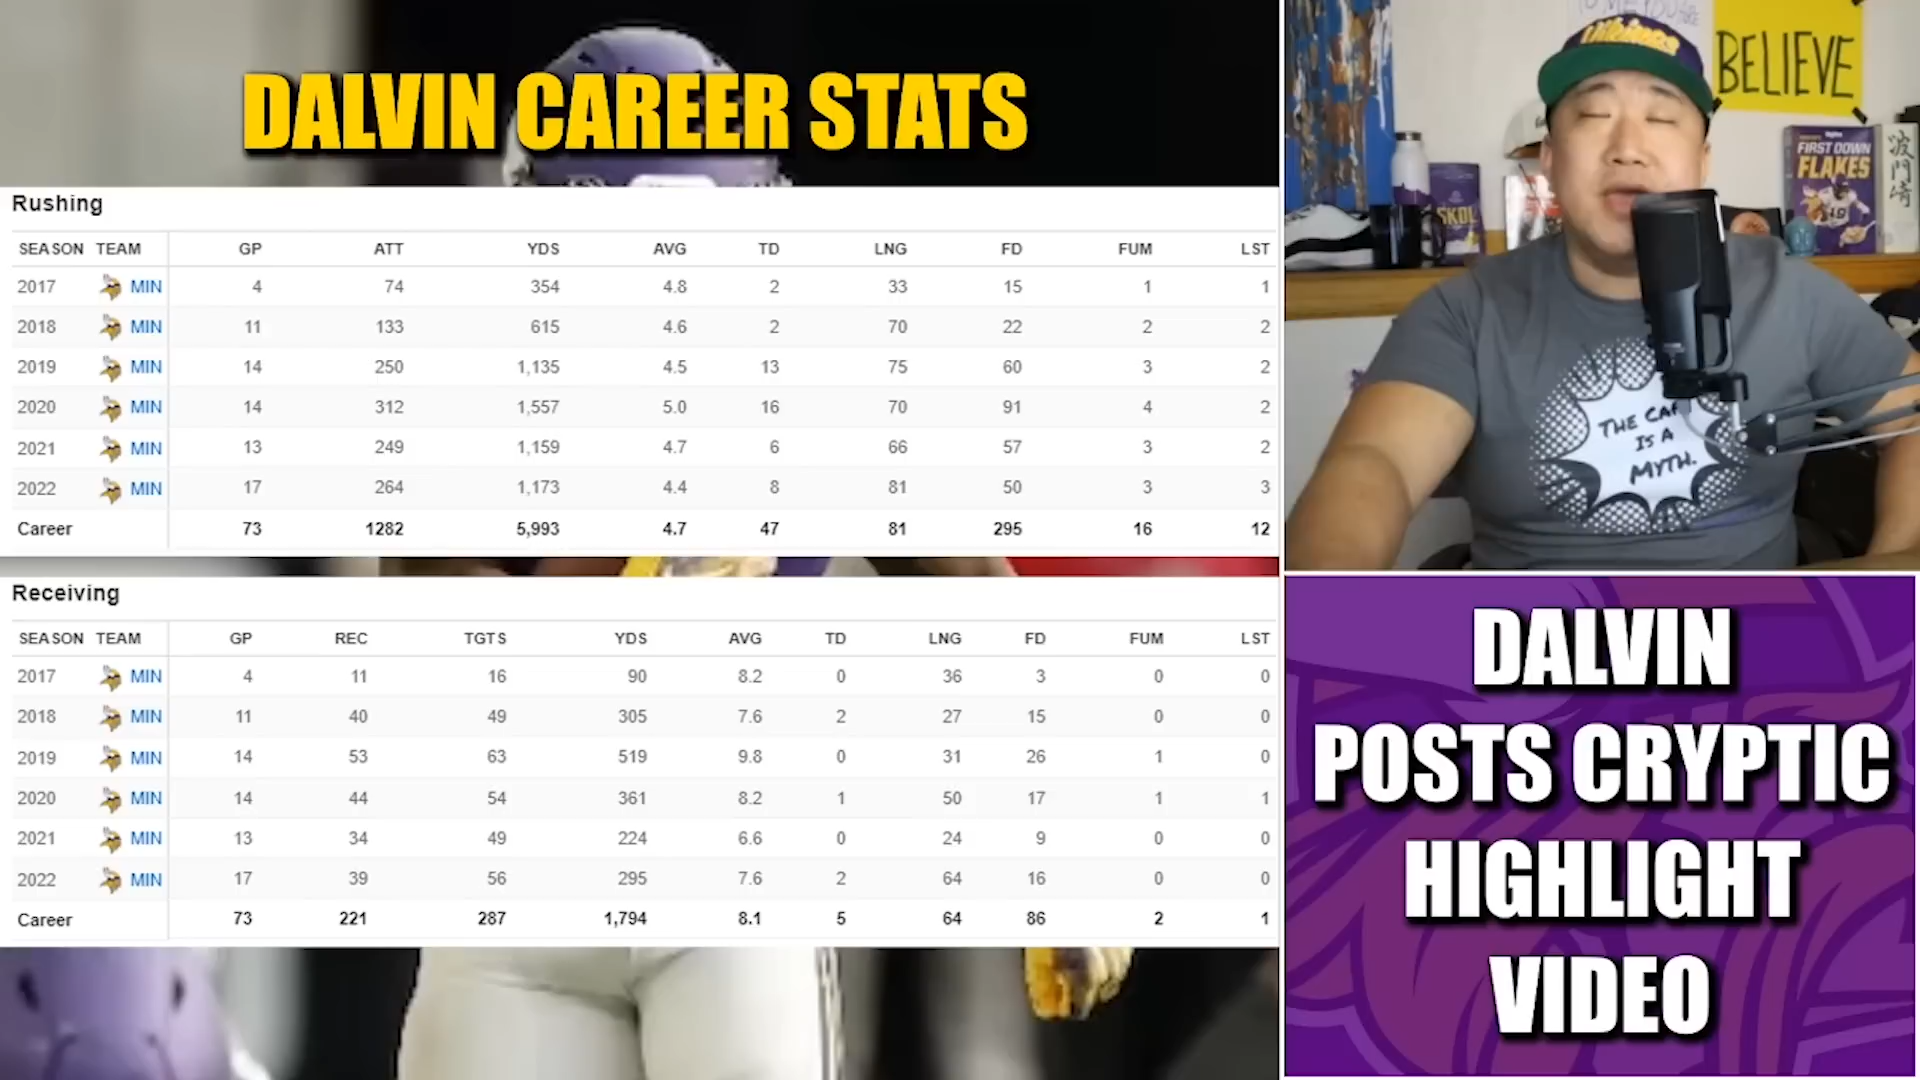 DALVIN CAREER STATS
Rushing
SEASON TEAM GP ATT YDS AVG TD LNG FD FUM LST
2017 MIN 4 74 354 4.8 2 33 15 1 1
2018 MIN 11 133 615 4.6 2 70 22 2 2
2019 MIN 14 250 1,135 4.5 13 75 60 3 2
2020 MIN 14 312 1,557 5.0 16 70 91 4 2
2021 MIN 13 249 1,159 4.7 6 66 57 3 2
2022 MIN 17 264 1,173 4.4 8 81 50 3 3
Career 73 1282 5,993 4.7 47 81 295 16 12
Receiving
SEASON TEAM GP REC TGTS YDS AVG TD LNG FD FUM LST
2017 MIN 4 11 16 90 8.2 0 36 3 0 0
2018 MIN 11 40 49 305 7.6 2 27 15 0 0
2019 MIN 14 53 63 519 9.8 0 31 26 1 0
2020 MIN 14 44 54 361 8.2 1 50 17 1 1
2021 MIN 13 34 49 224 6.6 0 24 9 0 0
2022 MIN 17 39 56 295 7.6 2 64 16 0 0
Career 73 221 287 1,794 8.1 5 64 86 2 1
Vikings
BELIEVE
FIRST DOWN
FLAKES
19
SKOL
THE CAP
IS A
MYTH.
DALVIN
POSTS CRYPTIC
HIGHLIGHT
VIDEO